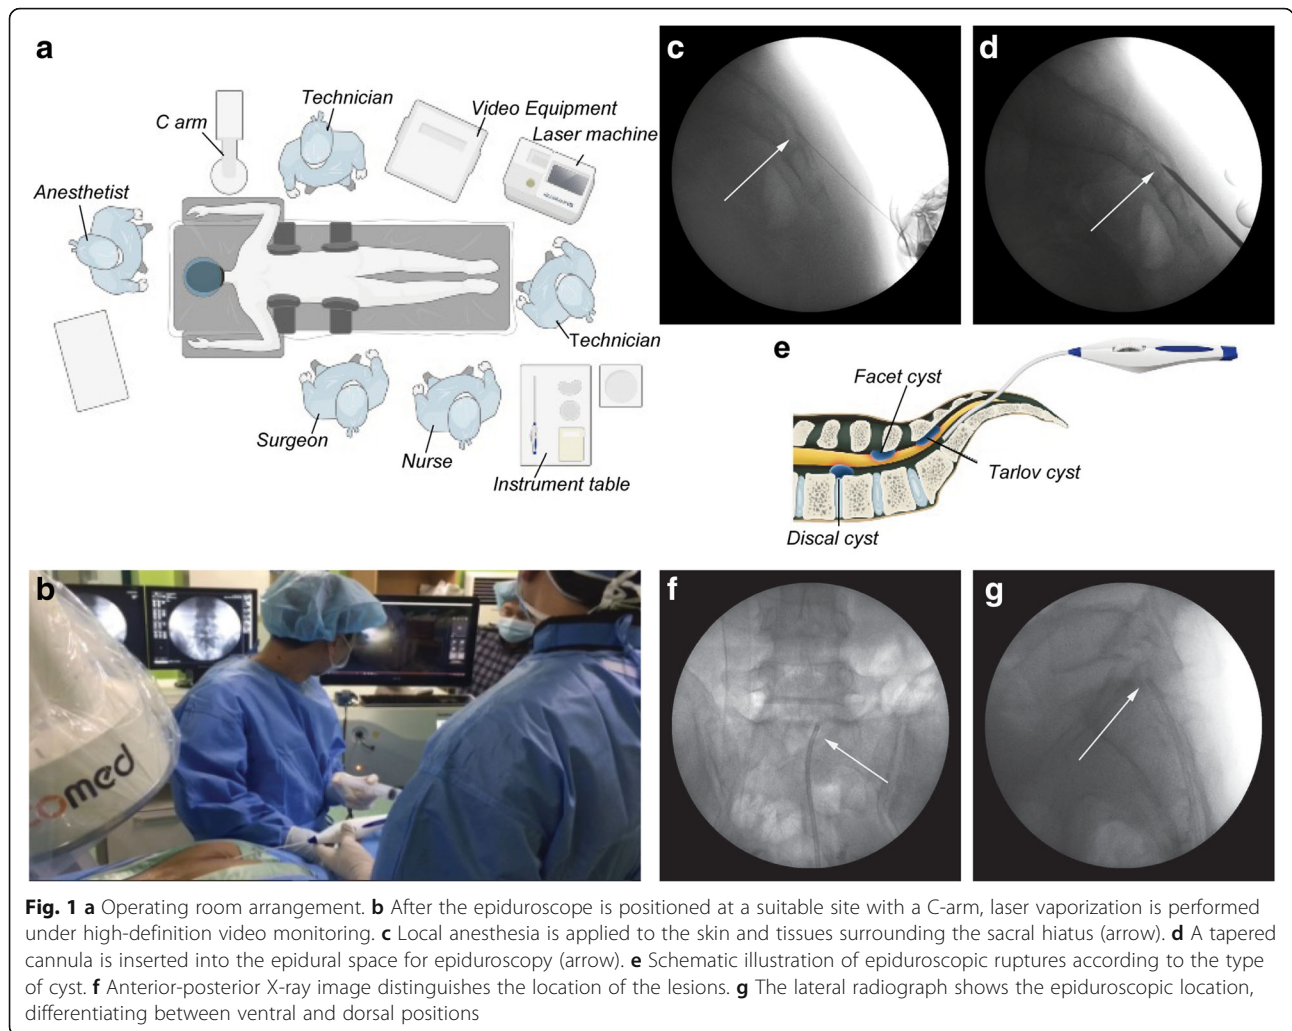 a
Technician
Video Equipment
C arm
Laser machine
Anesthetist
Technician
Surgeon
Nurse
Instrument table
b
comed
c
d
e
Facet cyst
Tarlov cyst
Discal cyst
f
g
Fig. 1 a Operating room arrangement. b After the epiduroscope is positioned at a suitable site with a C-arm, laser vaporization is performed
under high-definition video monitoring. c Local anesthesia is applied to the skin and tissues surrounding the sacral hiatus (arrow). d A tapered
cannula is inserted into the epidural space for epiduroscopy (arrow). e Schematic illustration of epiduroscopic ruptures according to the type
of cyst. f Anterior-posterior X-ray image distinguishes the location of the lesions. g The lateral radiograph shows the epiduroscopic location,
differentiating between ventral and dorsal positions